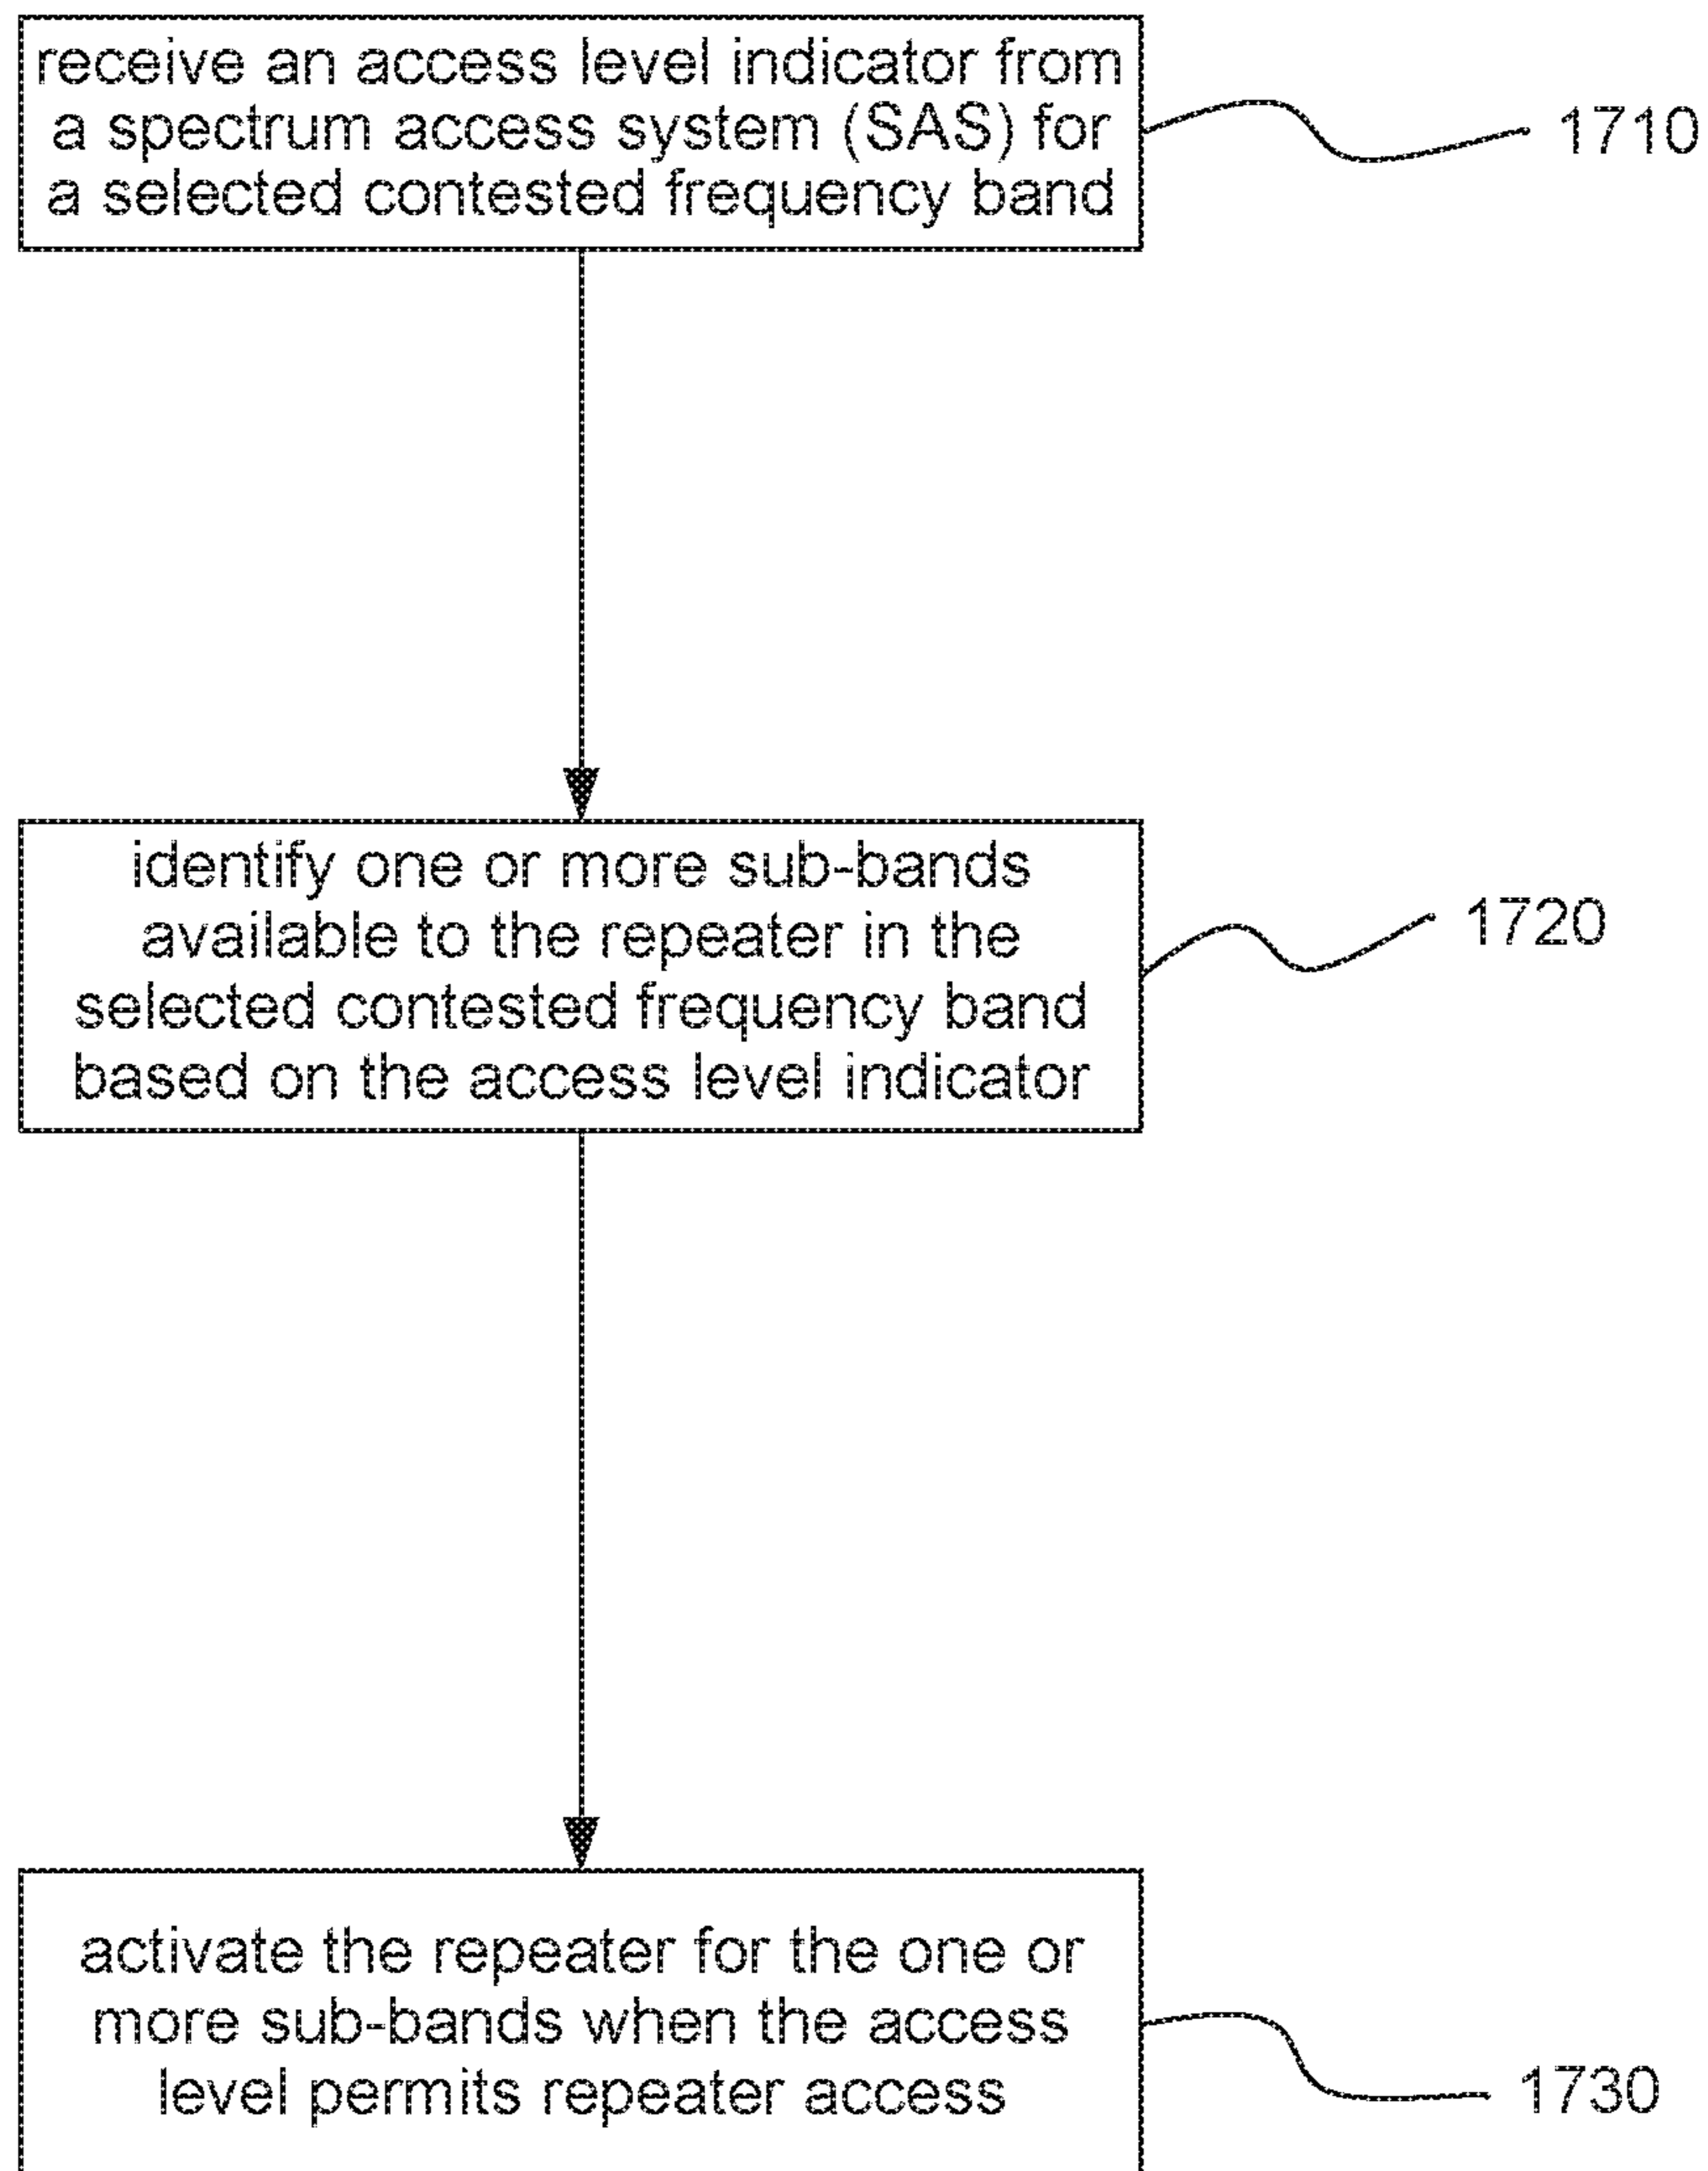 receive an access level indicator from
a spectrum access system (SAS) for
a selected contested frequency band
1710
identify one or more sub-bands
available to the repeater in the
selected contested frequency band
based on the access level indicator
1720
activate the repeater for the one or
more sub-bands when the access
level permits repeater access
1730